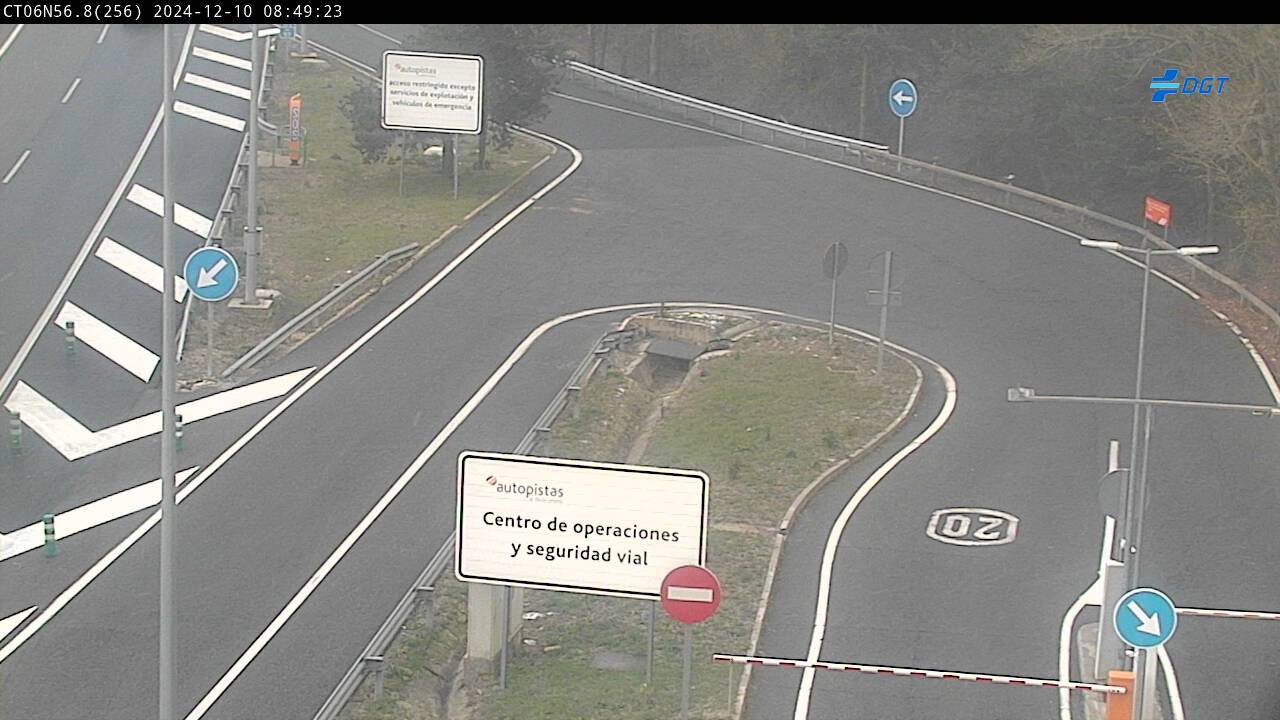 CT06N56.8(256) 2024-12-10 08:49:23
autopistas
acceso restringido excepto
servicios de explotación y
vehículos de emergencia
DGT
SOS
autopistas
Centro de operaciones
y seguridad vial
20